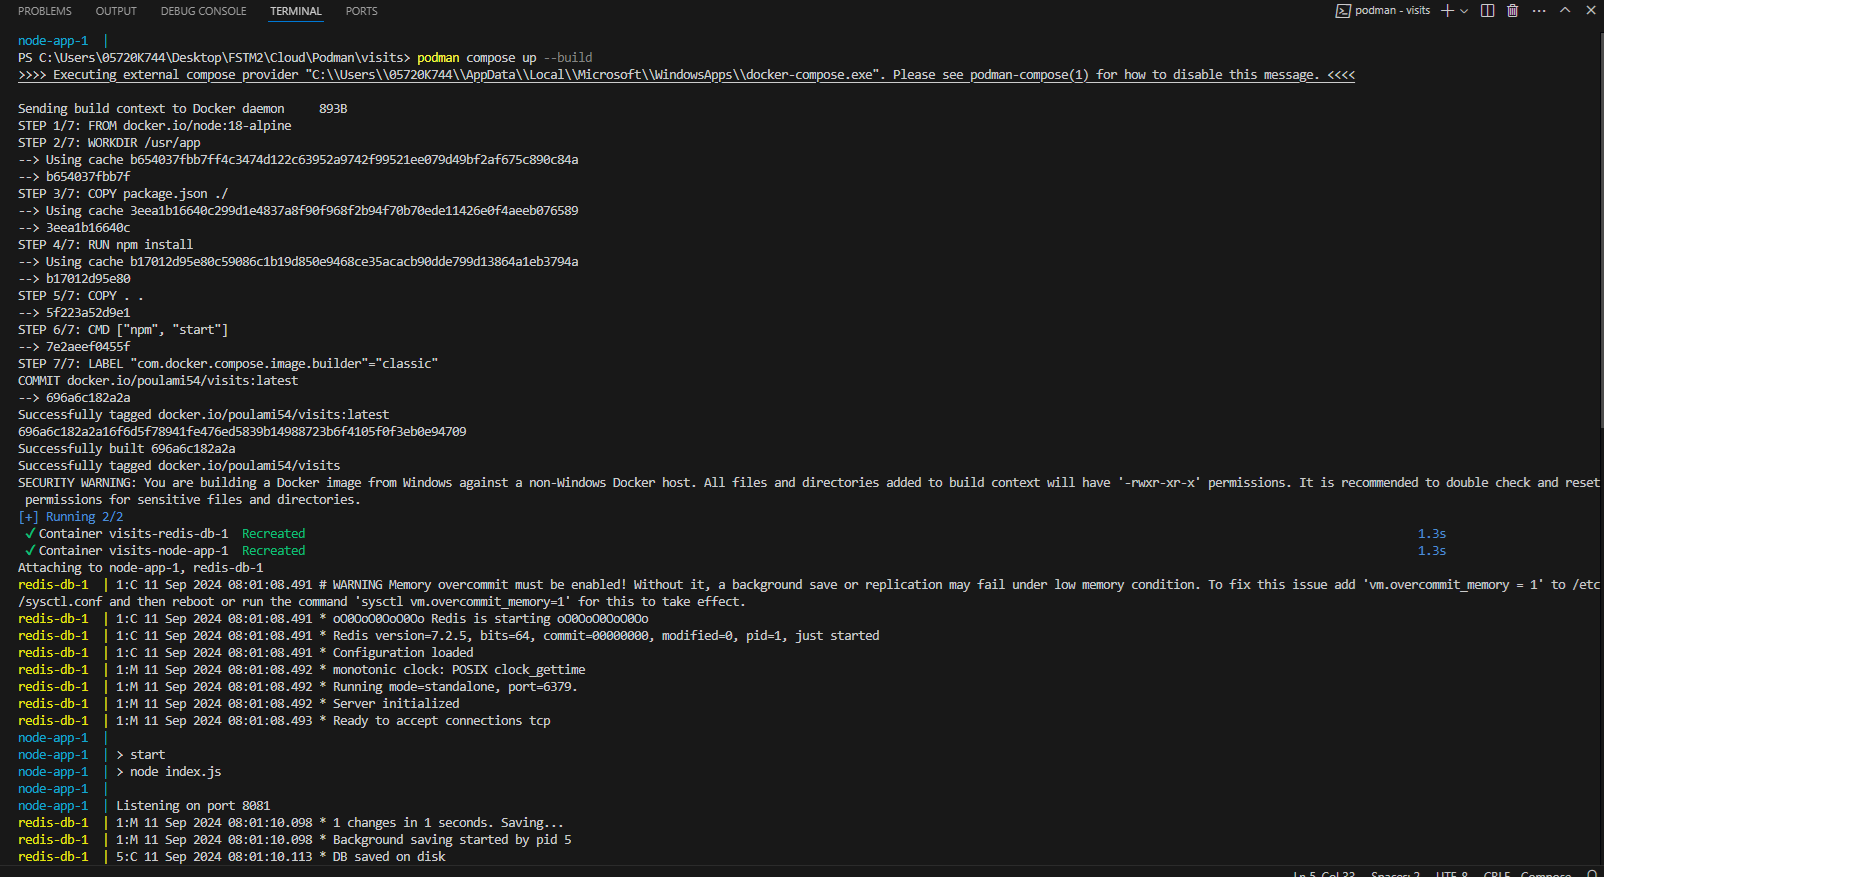 PROBLEMS OUTPUT DEBUG CONSOLE TERMINAL PORTS podman - visits
node-app-1 |
PS C:\Users\05720K744\Desktop\FSTM2\Cloud\Podman\visits> podman compose up --build
>>>> Executing external compose provider "C:\\Users\\05720K744\\AppData\\Local\\Microsoft\\WindowsApps\\docker-compose.exe". Please see podman-compose(1) for how to disable this message. <<<<
Sending build context to Docker daemon     893B
STEP 1/7: FROM docker.io/node:18-alpine
STEP 2/7: WORKDIR /usr/app
--> Using cache b654037fbb7ff4c3474d122c63952a9742f99521ee079d49bf2af675c890c84a
--> b654037fbb7f
STEP 3/7: COPY package.json ./
--> Using cache 3eea1b16640c299d1e4837a8f90f968f2b94f70b70ede11426e0f4aeeb076589
--> 3eea1b16640c
STEP 4/7: RUN npm install
--> Using cache b17012d95e80c59086c1b19d850e9468ce35acacb90dde799d13864a1eb3794a
--> b17012d95e80
STEP 5/7: COPY . .
--> 5f223a52d9e1
STEP 6/7: CMD ["npm", "start"]
--> 7e2aeef0455f
STEP 7/7: LABEL "com.docker.compose.image.builder"="classic"
COMMIT docker.io/poulami54/visits:latest
--> 696a6c182a2a
Successfully tagged docker.io/poulami54/visits:latest
696a6c182a2a16f6d5f78941fe476ed5839b14988723b6f4105f0f3eb0e94709
Successfully built 696a6c182a2a
Successfully tagged docker.io/poulami54/visits
SECURITY WARNING: You are building a Docker image from Windows against a non-Windows Docker host. All files and directories added to build context will have '-rwxr-xr-x' permissions. It is recommended to double check and reset
permissions for sensitive files and directories.
[+] Running 2/2
✓ Container visits-redis-db-1  Recreated 1.3s
✓ Container visits-node-app-1  Recreated 1.3s
Attaching to node-app-1, redis-db-1
redis-db-1  | 1:C 11 Sep 2024 08:01:08.491 # WARNING Memory overcommit must be enabled! Without it, a background save or replication may fail under low memory condition. To fix this issue add 'vm.overcommit_memory = 1' to /etc
/sysctl.conf and then reboot or run the command 'sysctl vm.overcommit_memory=1' for this to take effect.
redis-db-1  | 1:C 11 Sep 2024 08:01:08.491 * oO0OoO0OoO0Oo Redis is starting oO0OoO0OoO0Oo
redis-db-1  | 1:C 11 Sep 2024 08:01:08.491 * Redis version=7.2.5, bits=64, commit=00000000, modified=0, pid=1, just started
redis-db-1  | 1:C 11 Sep 2024 08:01:08.491 * Configuration loaded
redis-db-1  | 1:M 11 Sep 2024 08:01:08.492 * monotonic clock: POSIX clock_gettime
redis-db-1  | 1:M 11 Sep 2024 08:01:08.492 * Running mode=standalone, port=6379.
redis-db-1  | 1:M 11 Sep 2024 08:01:08.492 * Server initialized
redis-db-1  | 1:M 11 Sep 2024 08:01:08.493 * Ready to accept connections tcp
node-app-1  |
node-app-1  | > start
node-app-1  | > node index.js
node-app-1  |
node-app-1  | Listening on port 8081
redis-db-1  | 1:M 11 Sep 2024 08:01:10.098 * 1 changes in 1 seconds. Saving...
redis-db-1  | 1:M 11 Sep 2024 08:01:10.098 * Background saving started by pid 5
redis-db-1  | 5:C 11 Sep 2024 08:01:10.113 * DB saved on disk
Ln 5, Col 33 Spaces: 2 UTF-8 CRLF Compose